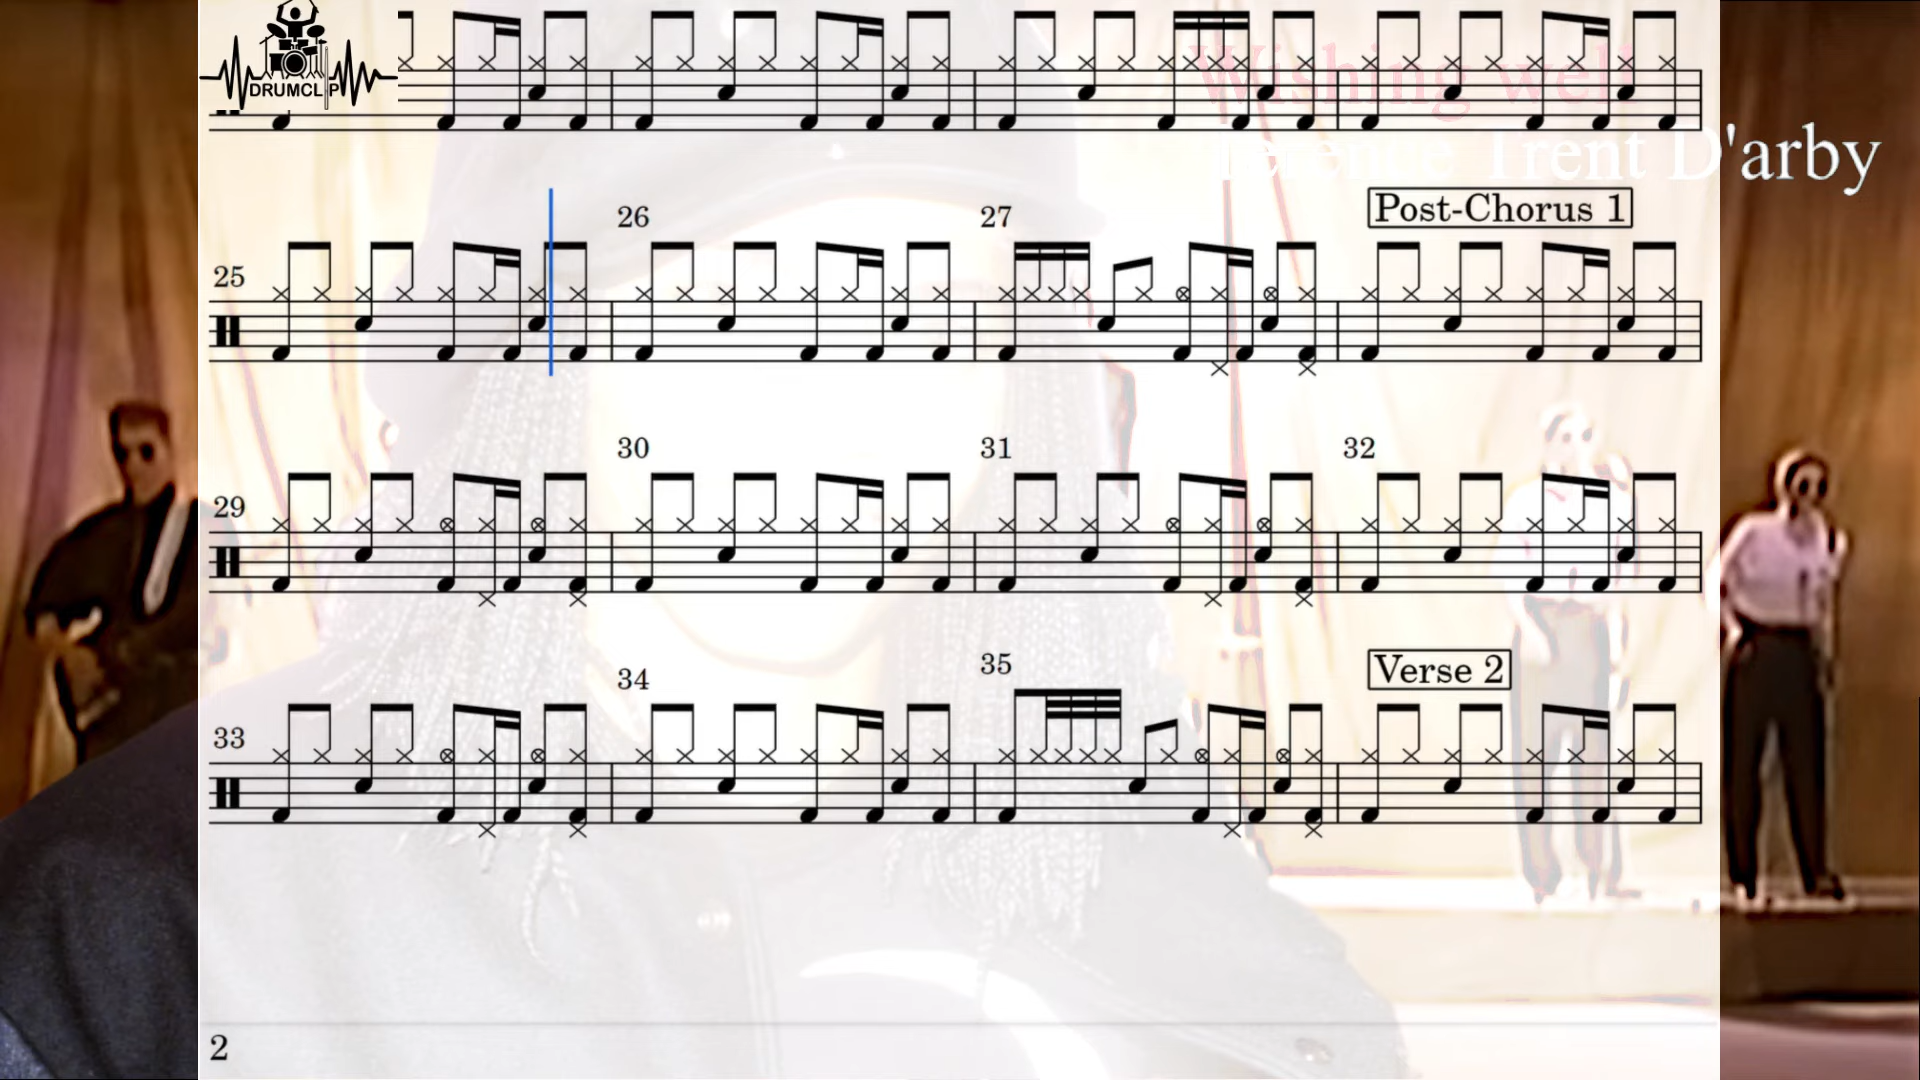 DRUMCLIP
Wishing well
Terence Trent D'arby
25
26
27
Post-Chorus 1
29
30
31
32
33
34
35
Verse 2
2